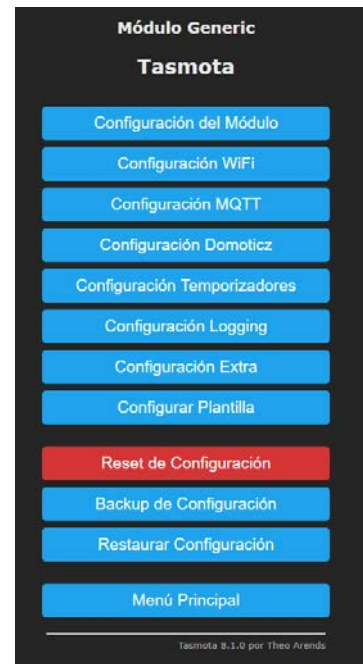 Módulo Generic
Tasmota
Configuración del Módulo
Configuración WiFi
Configuración MQTT
Configuración Domoticz
Configuración Temporizadores
Configuración Logging
Configuración Extra
Configurar Plantilla
Reset de Configuración
Backup de Configuración
Restaurar Configuración
Menú Principal
Tasmota 8.1.0 por Theo Arends